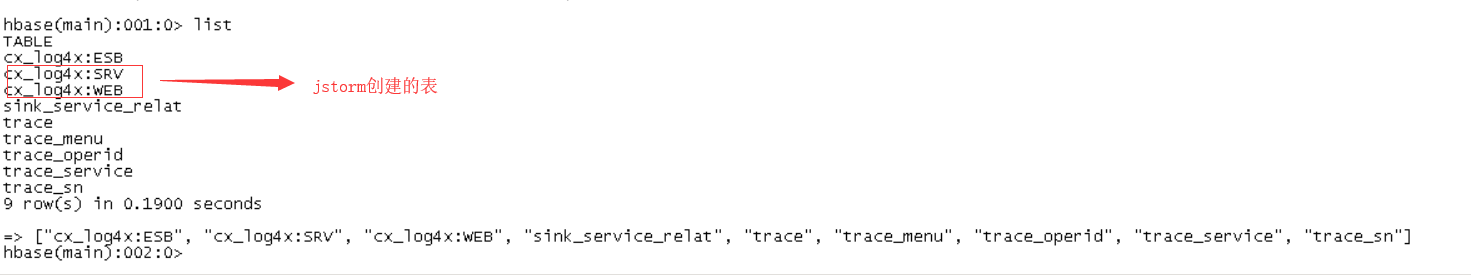 hbase(main):001:0> list
TABLE
cx_log4x:ESB
cx_log4x:SRV
cx_log4x:WEB
jstorm创建的表
sink_service_relat
trace
trace_menu
trace_operid
trace_service
trace_sn
9 row(s) in 0.1900 seconds
=> ["cx_log4x:ESB", "cx_log4x:SRV", "cx_log4x:WEB", "sink_service_relat", "trace", "trace_menu", "trace_operid", "trace_service", "trace_sn"]
hbase(main):002:0>